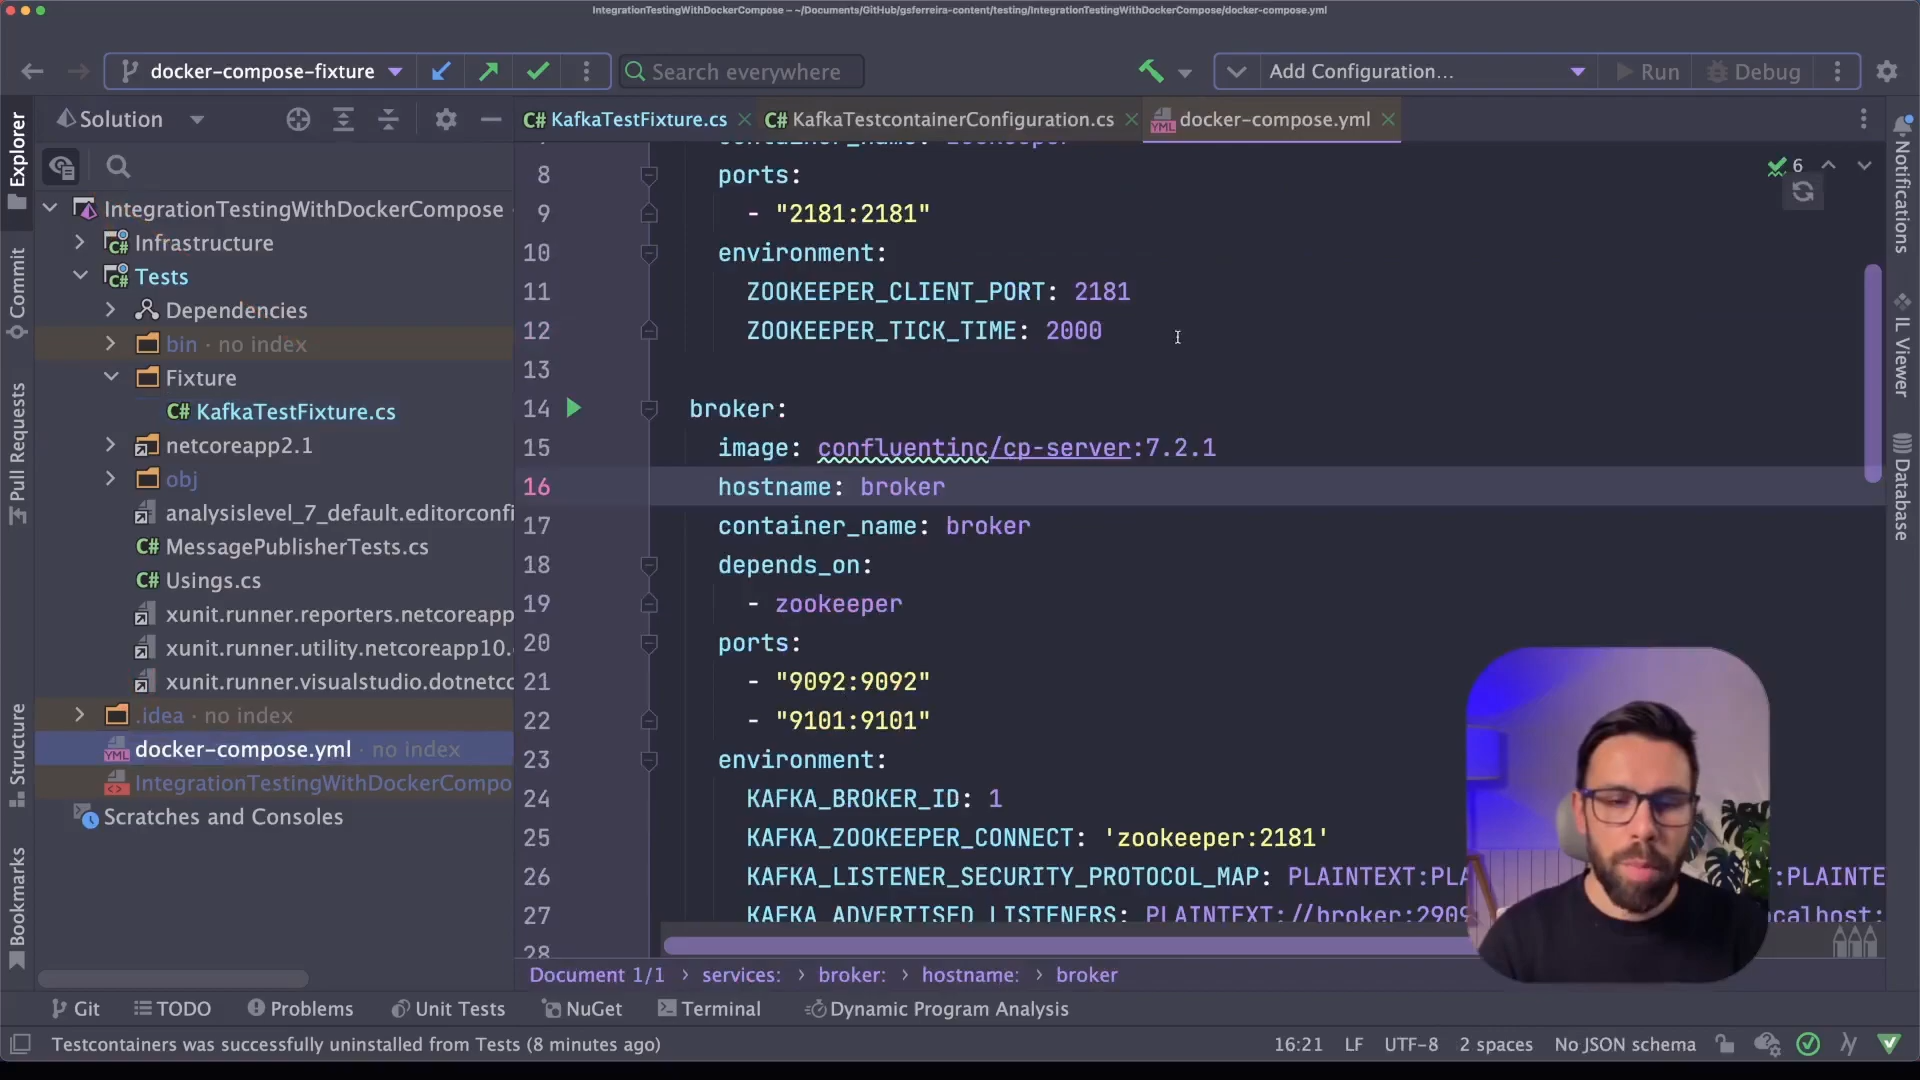 IntegrationTestingWithDockerCompose – ~/Documents/GitHub/gsferreira-content/testing/IntegrationTestingWithDockerCompose/docker-compose.yml
docker-compose-fixture
Search everywhere
Add Configuration...
Run
Debug
Solution
KafkaTestFixture.cs
KafkaTestcontainerConfiguration.cs
docker-compose.yml
Explorer
Commit
Pull Requests
Structure
Bookmarks
IntegrationTestingWithDockerCompose
Infrastructure
Tests
Dependencies
bin · no index
Fixture
C# KafkaTestFixture.cs
netcoreapp2.1
obj
analysislevel_7_default.editorconfi
C# MessagePublisherTests.cs
C# Usings.cs
xunit.runner.reporters.netcoreapp
xunit.runner.utility.netcoreapp10.
xunit.runner.visualstudio.dotnetco
.idea · no index
docker-compose.yml · no index
IntegrationTestingWithDockerCompo
Scratches and Consoles
container_name: zookeeper
8 ports:
9 - "2181:2181"
10 environment:
11 ZOOKEEPER_CLIENT_PORT: 2181
12 ZOOKEEPER_TICK_TIME: 2000
13
14 broker:
15 image: confluentinc/cp-server:7.2.1
16 hostname: broker
17 container_name: broker
18 depends_on:
19 - zookeeper
20 ports:
21 - "9092:9092"
22 - "9101:9101"
23 environment:
24 KAFKA_BROKER_ID: 1
25 KAFKA_ZOOKEEPER_CONNECT: 'zookeeper:2181'
26 KAFKA_LISTENER_SECURITY_PROTOCOL_MAP: PLAINTEXT:PLA :PLAINTE
27 KAFKA_ADVERTISED_LISTENERS: PLAINTEXT://broker:2909 ocalhost:
28
6
Notifications
IL Viewer
Database
Document 1/1 › services: › broker: › hostname: › broker
Git
TODO
Problems
Unit Tests
NuGet
Terminal
Dynamic Program Analysis
Testcontainers was successfully uninstalled from Tests (8 minutes ago)
16:21 LF UTF-8 2 spaces No JSON schema